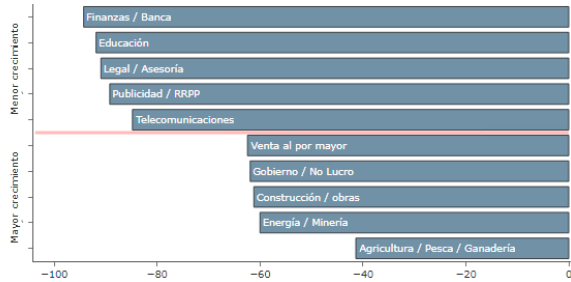 Menor crecimiento
Finanzas / Banca
Educación
Legal / Asesoría
Publicidad / RRPP
Telecomunicaciones
Mayor crecimiento
Venta al por mayor
Gobierno / No Lucro
Construcción / obras
Energía / Minería
Agricultura / Pesca / Ganadería
−100 −80 −60 −40 −20 0